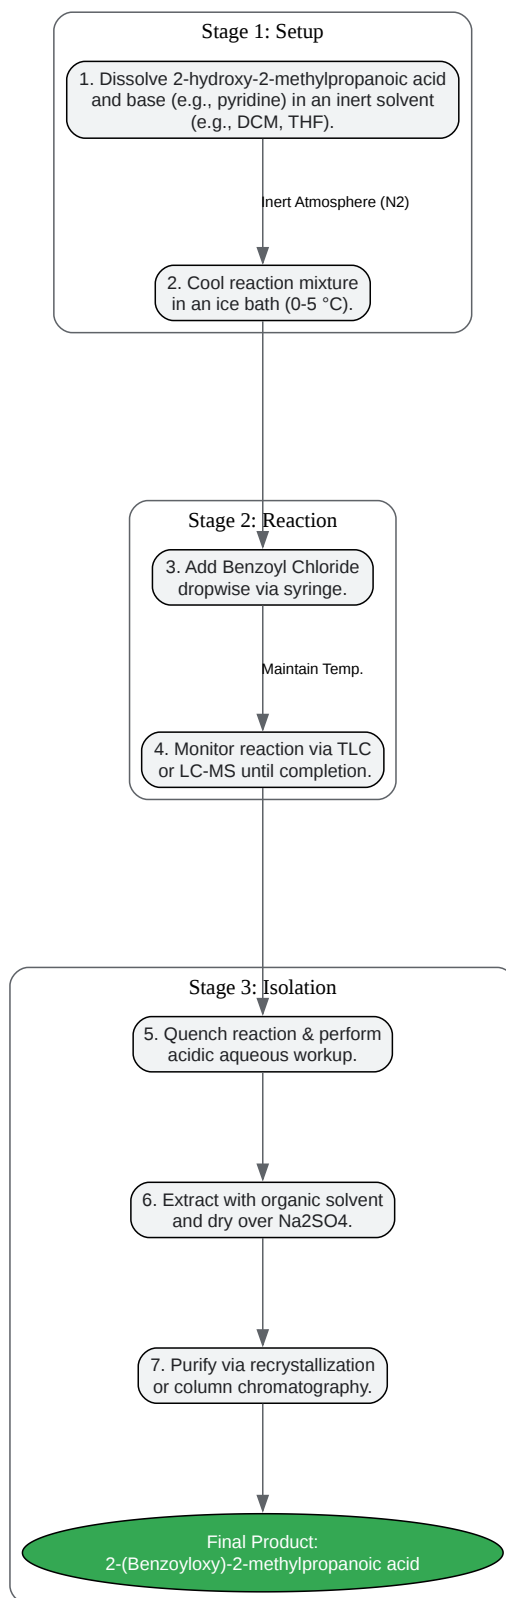 Stage 1: Setup
1. Dissolve 2-hydroxy-2-methylpropanoic acid
and base (e.g., pyridine) in an inert solvent
(e.g., DCM, THF).
Inert Atmosphere (N2)
2. Cool reaction mixture
in an ice bath (0-5 °C).
Stage 2: Reaction
3. Add Benzoyl Chloride
dropwise via syringe.
Maintain Temp.
4. Monitor reaction via TLC
or LC-MS until completion.
Stage 3: Isolation
5. Quench reaction & perform
acidic aqueous workup.
6. Extract with organic solvent
and dry over Na2SO4.
7. Purify via recrystallization
or column chromatography.
Final Product:
2-(Benzoyloxy)-2-methylpropanoic acid